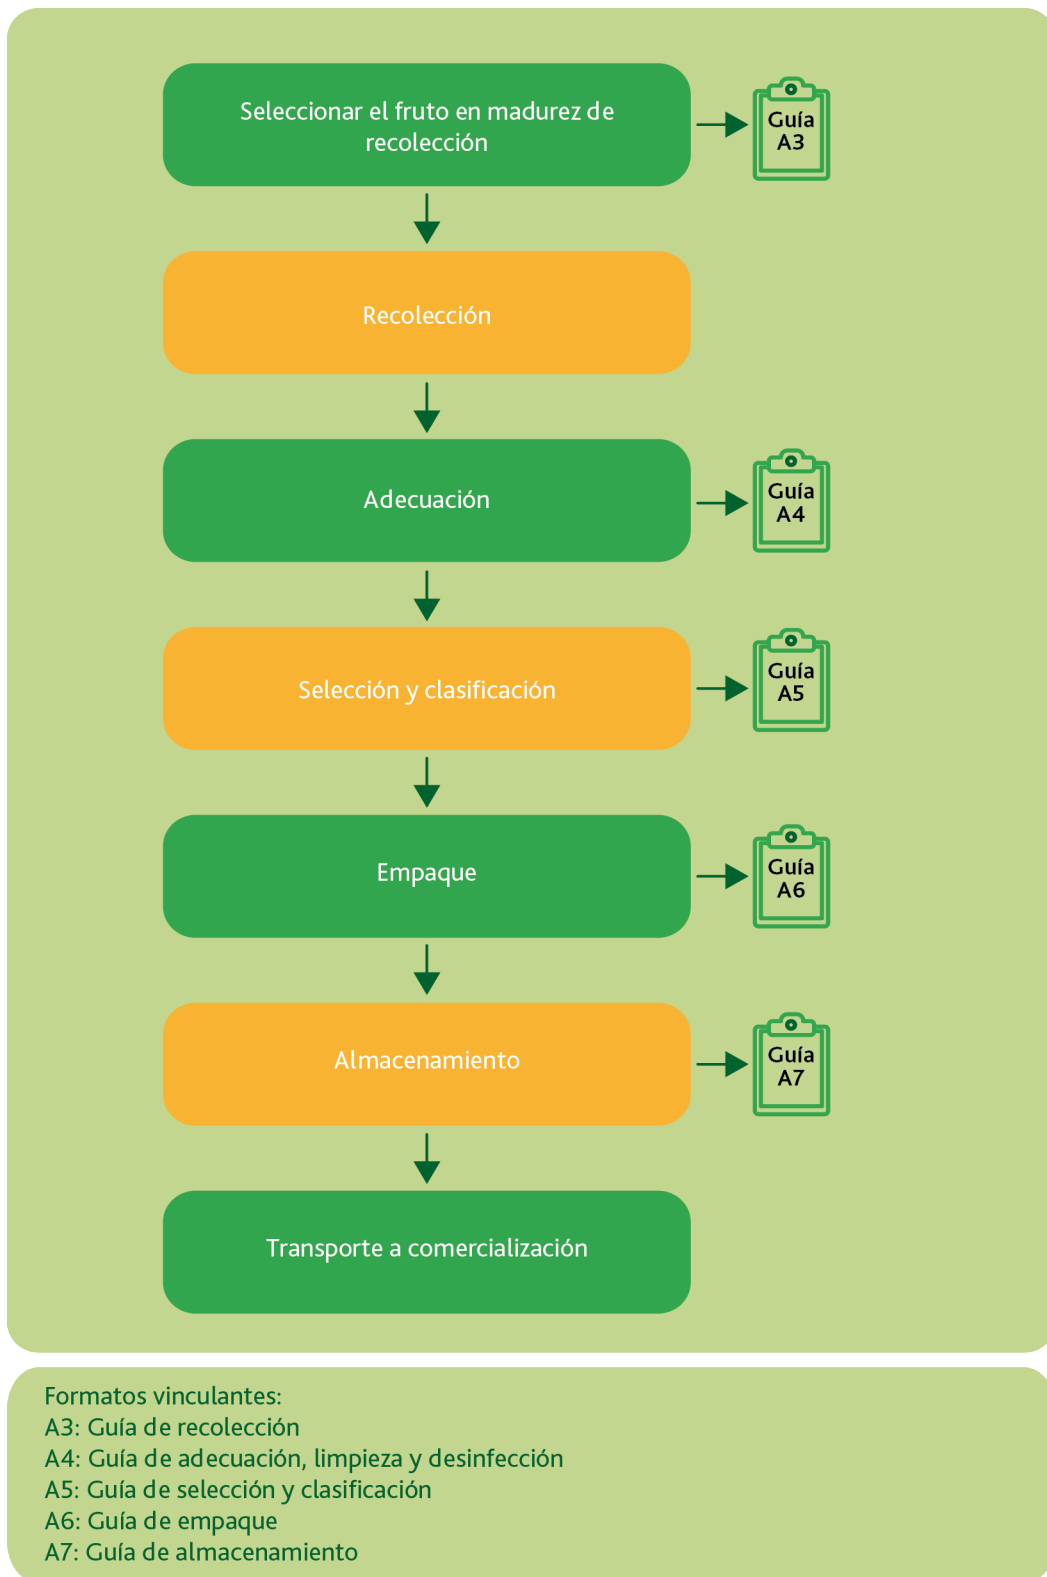 Seleccionar el fruto en madurez de
recolección
Guía
A3
Recolección
Adecuación
Guía
A4
Selección y clasificación
Guía
A5
Empaque
Guía
A6
Almacenamiento
Guía
A7
Transporte a comercialización
Formatos vinculantes:
A3: Guía de recolección
A4: Guía de adecuación, limpieza y desinfección
A5: Guía de selección y clasificación
A6: Guía de empaque
A7: Guía de almacenamiento